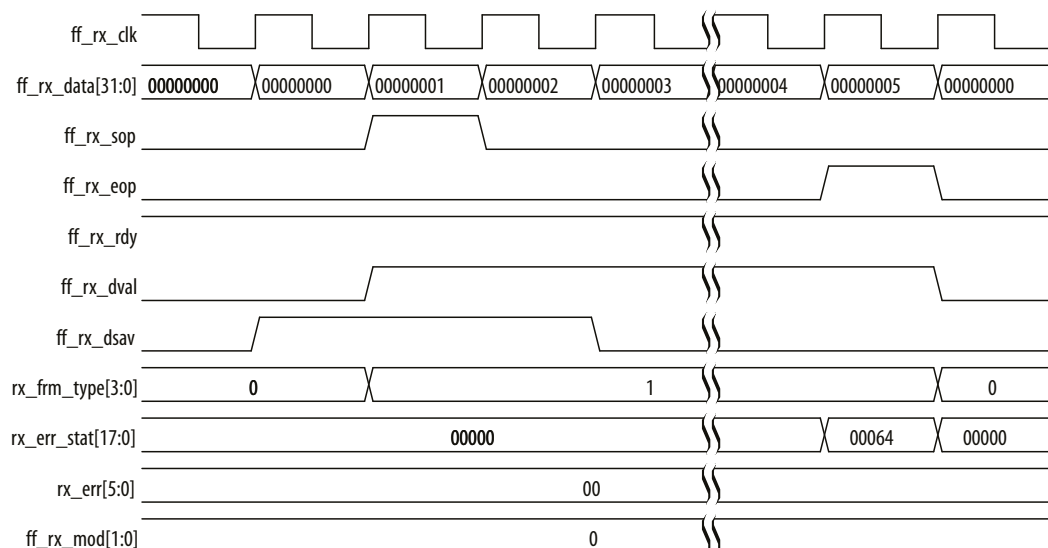 ff_rx_clk
ff_rx_data[31:0] 00000000 00000000 00000001 00000002 00000003 00000004 00000005 00000000
ff_rx_sop
ff_rx_eop
ff_rx_rdy
ff_rx_dval
ff_rx_dsav
rx_frm_type[3:0] 0 1 0
rx_err_stat[17:0] 00000 00064 00000
rx_err[5:0] 00
ff_rx_mod[1:0] 0